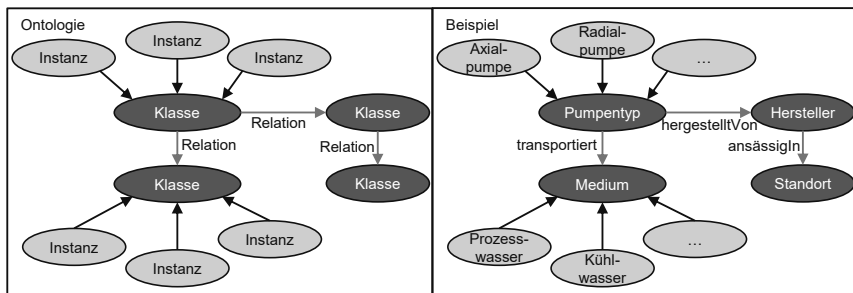 Ontologie
Instanz
Instanz
Instanz
Klasse
Klasse
Relation
Relation
Relation
Klasse
Klasse
Instanz
Instanz
Instanz
Beispiel
Axial-
pumpe
Radial-
pumpe
...
Pumpentyp
Hersteller
hergestelltVon
transportiert
ansässigIn
Medium
Standort
Prozess-
wasser
Kühl-
wasser
...